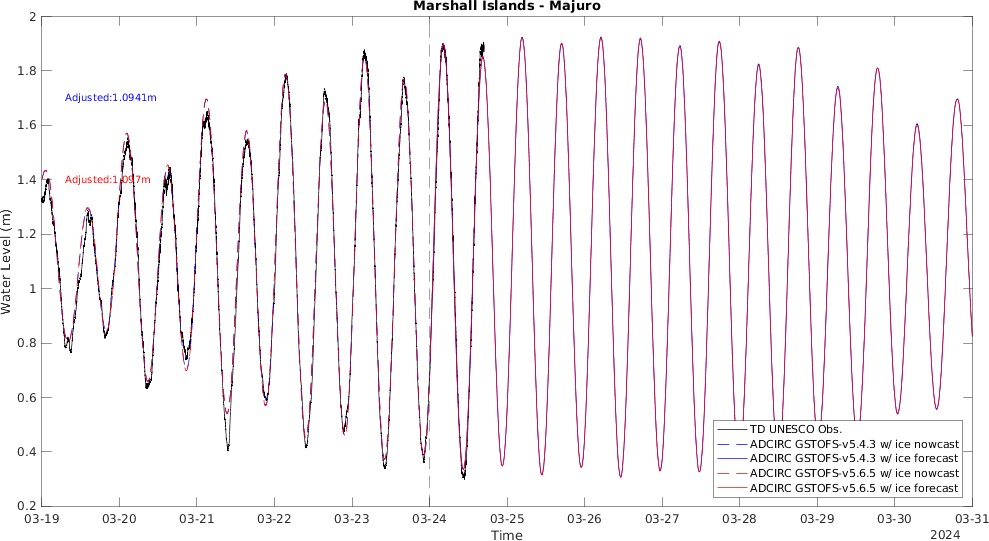 Marshall Islands - Majuro
Water Level (m)
2
1.8
1.6
1.4
1.2
1
0.8
0.6
0.4
0.2
Adjusted:1.0941m
Adjusted:1.097m
TD UNESCO Obs.
ADCIRC GSTOFS-v5.4.3 w/ ice nowcast
ADCIRC GSTOFS-v5.4.3 w/ ice forecast
ADCIRC GSTOFS-v5.6.5 w/ ice nowcast
ADCIRC GSTOFS-v5.6.5 w/ ice forecast
03-19 03-20 03-21 03-22 03-23 03-24 03-25 03-26 03-27 03-28 03-29 03-30 03-31
Time 2024